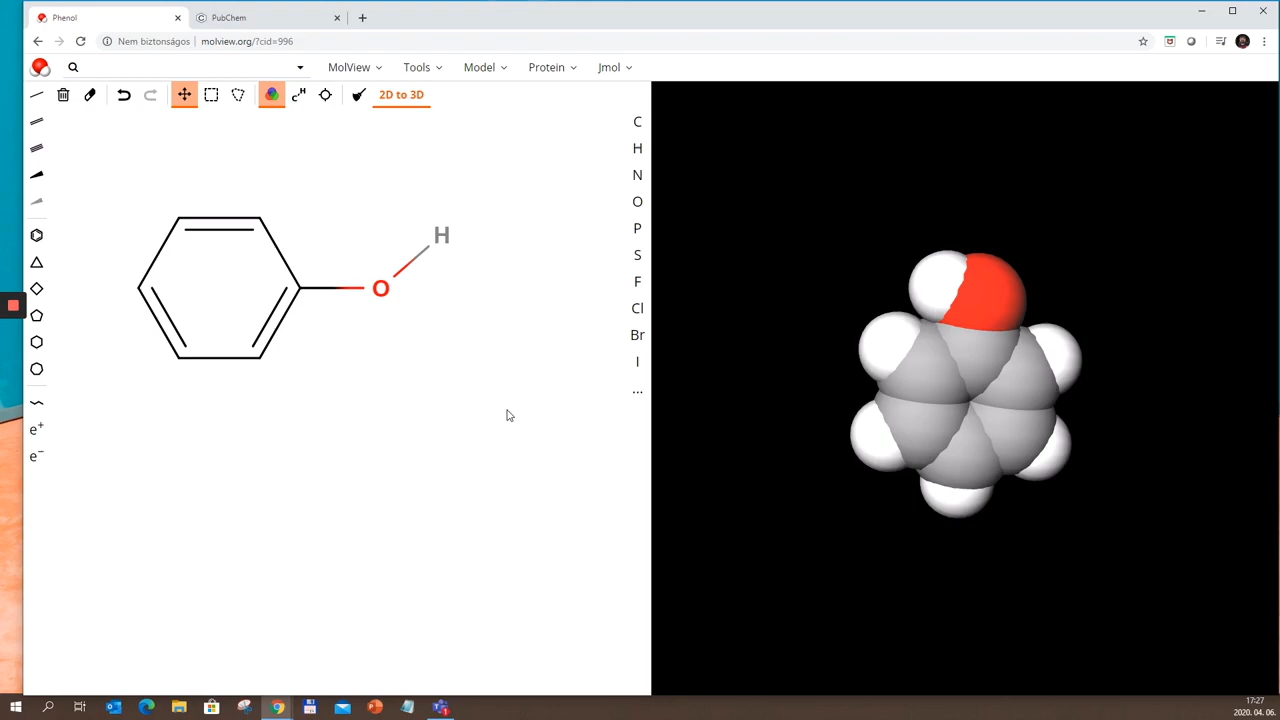 Phenol
PubChem
Nem biztonságos
molview.org/?cid=996
MolView
Tools
Model
Protein
Jmol
2D to 3D
C
H
N
O
P
S
F
Cl
Br
I
...
H
O
e+
e−
17:27
2020. 04. 06.